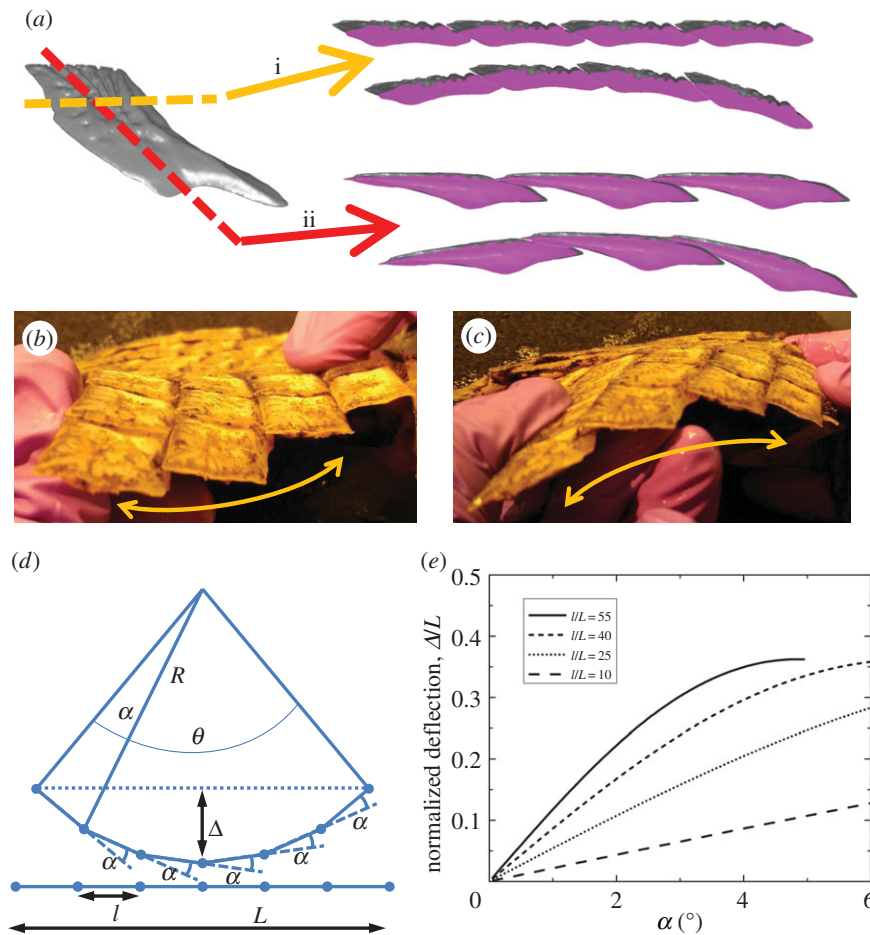 (a)
i
ii
(b)
(c)
(d)
R
α
θ
Δ
α
α
α
α
α
l
L
(e)
normalized deflection, Δ/L
0.5
0.4
0.3
0.2
0.1
0
2
4
6
α (°)
l/L = 55
l/L = 40
l/L = 25
l/L = 10